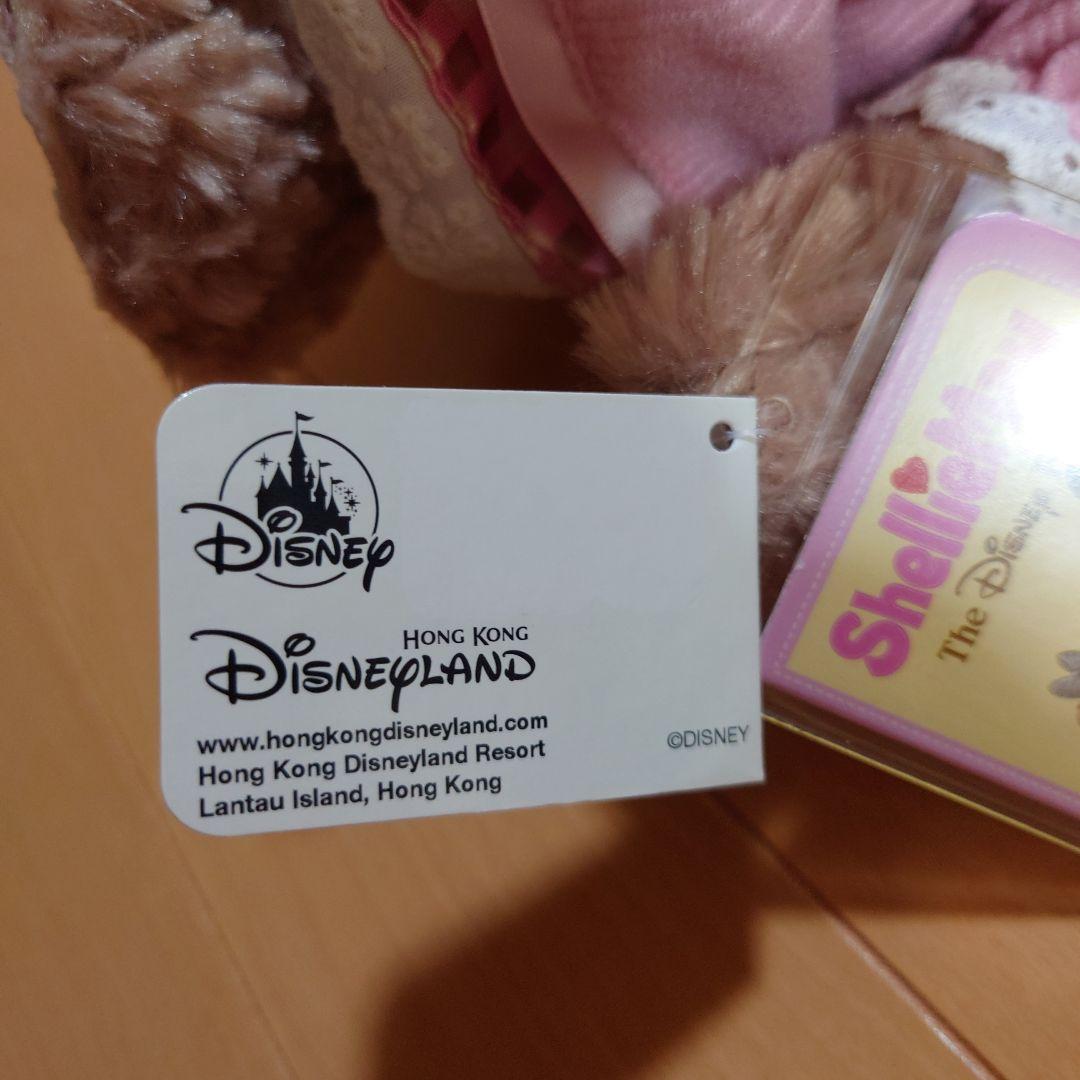 DISNEY
HONG KONG
DISNEYLAND
www.hongkongdisneyland.com
Hong Kong Disneyland Resort
Lantau Island, Hong Kong
©DISNEY
ShellieMay
The DISNEY